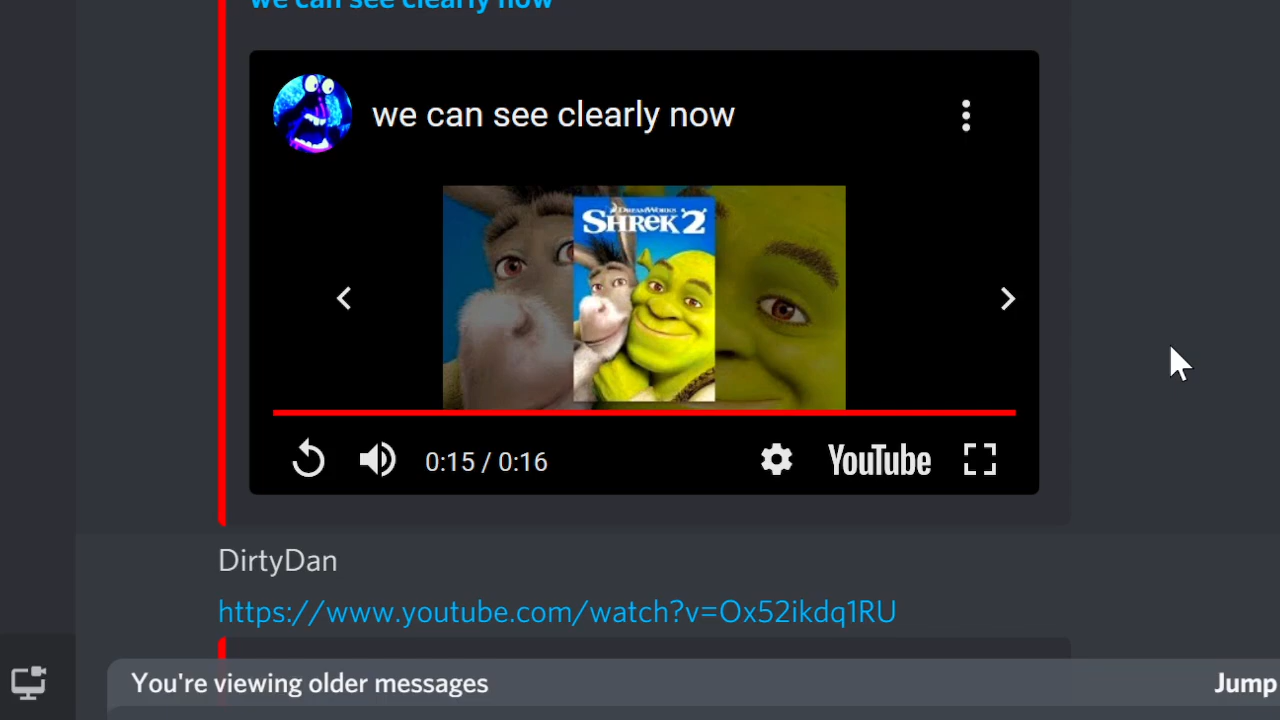 we can see clearly now
we can see clearly now
DREAMWORKS
SHREK 2
0:15 / 0:16
YouTube
DirtyDan
https://www.youtube.com/watch?v=Ox52ikdq1RU
You're viewing older messages
Jump